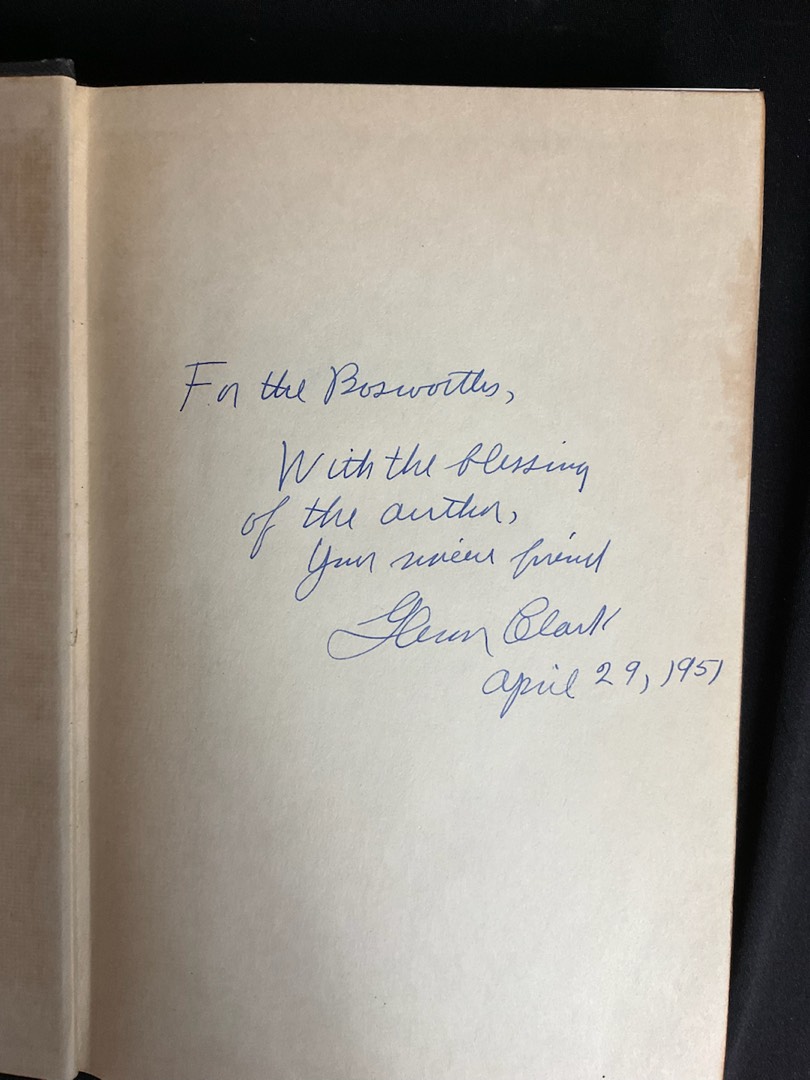 For the Bosworths,
With the blessing
of the author,
Your sincere friend
Glenn Clark
April 29, 1951